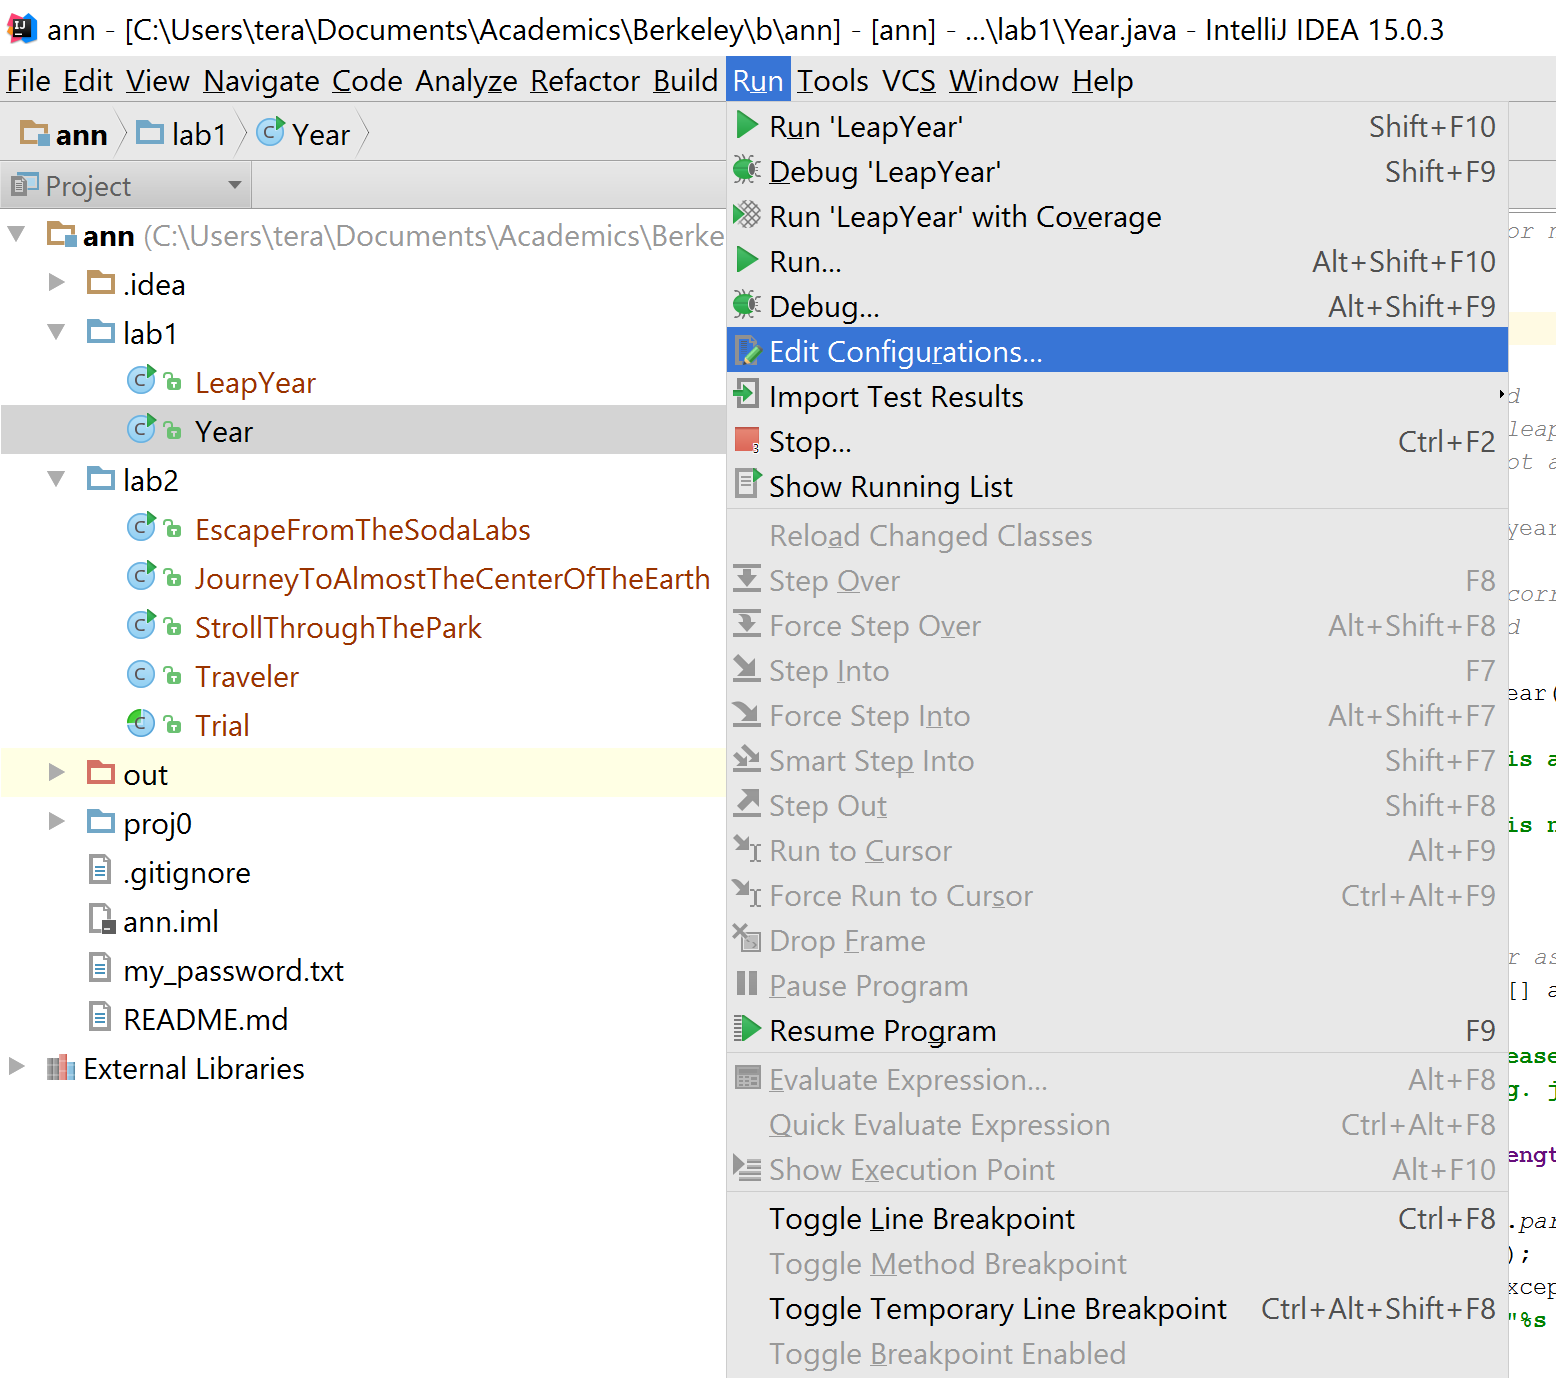 ann - [C:\Users\tera\Documents\Academics\Berkeley\b\ann] - [ann] - ...\lab1\Year.java - IntelliJ IDEA 15.0.3
File Edit View Navigate Code Analyze Refactor Build Run Tools VCS Window Help
ann lab1 Year
Project
ann (C:\Users\tera\Documents\Academics\Berke
.idea
lab1
LeapYear
Year
lab2
EscapeFromTheSodaLabs
JourneyToAlmostTheCenterOfTheEarth
StrollThroughThePark
Traveler
Trial
out
proj0
.gitignore
ann.iml
my_password.txt
README.md
External Libraries
Run 'LeapYear' Shift+F10
Debug 'LeapYear' Shift+F9
Run 'LeapYear' with Coverage
Run... Alt+Shift+F10
Debug... Alt+Shift+F9
Edit Configurations...
Import Test Results
Stop... Ctrl+F2
Show Running List
Reload Changed Classes
Step Over F8
Force Step Over Alt+Shift+F8
Step Into F7
Force Step Into Alt+Shift+F7
Smart Step Into Shift+F7
Step Out Shift+F8
Run to Cursor Alt+F9
Force Run to Cursor Ctrl+Alt+F9
Drop Frame
Pause Program
Resume Program F9
Evaluate Expression... Alt+F8
Quick Evaluate Expression Ctrl+Alt+F8
Show Execution Point Alt+F10
Toggle Line Breakpoint Ctrl+F8
Toggle Method Breakpoint
Toggle Temporary Line Breakpoint Ctrl+Alt+Shift+F8
Toggle Breakpoint Enabled
or
d
leap
ot a
year
corr
d
ear(
is a
is
r as
[] a
ease
g. j
engt
.par
);
xcep
"%s